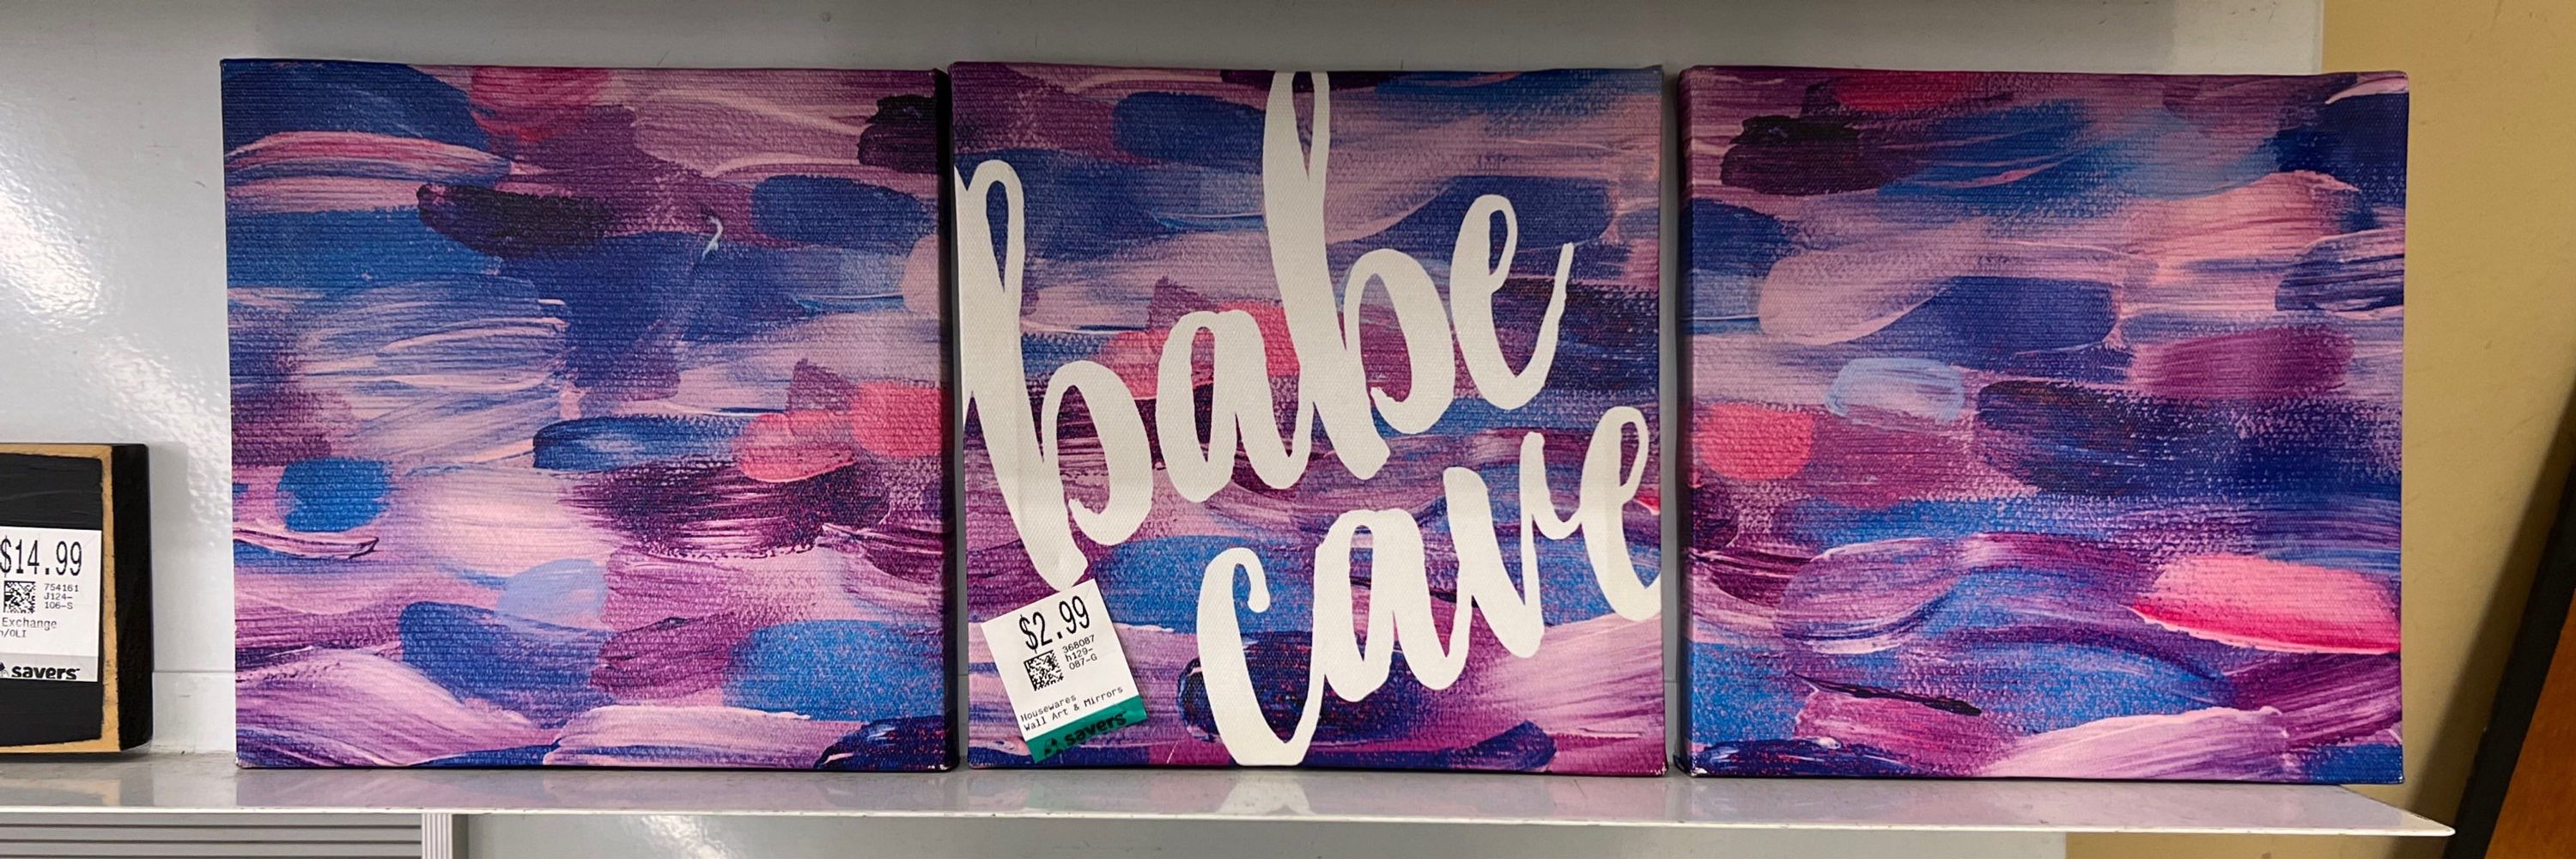 babe
cave
$2.99
368087
h129-
087-G
Housewares
Wall Art & Mirrors
savers
$14.99
754161
J124-
106-S
Exchange
savers